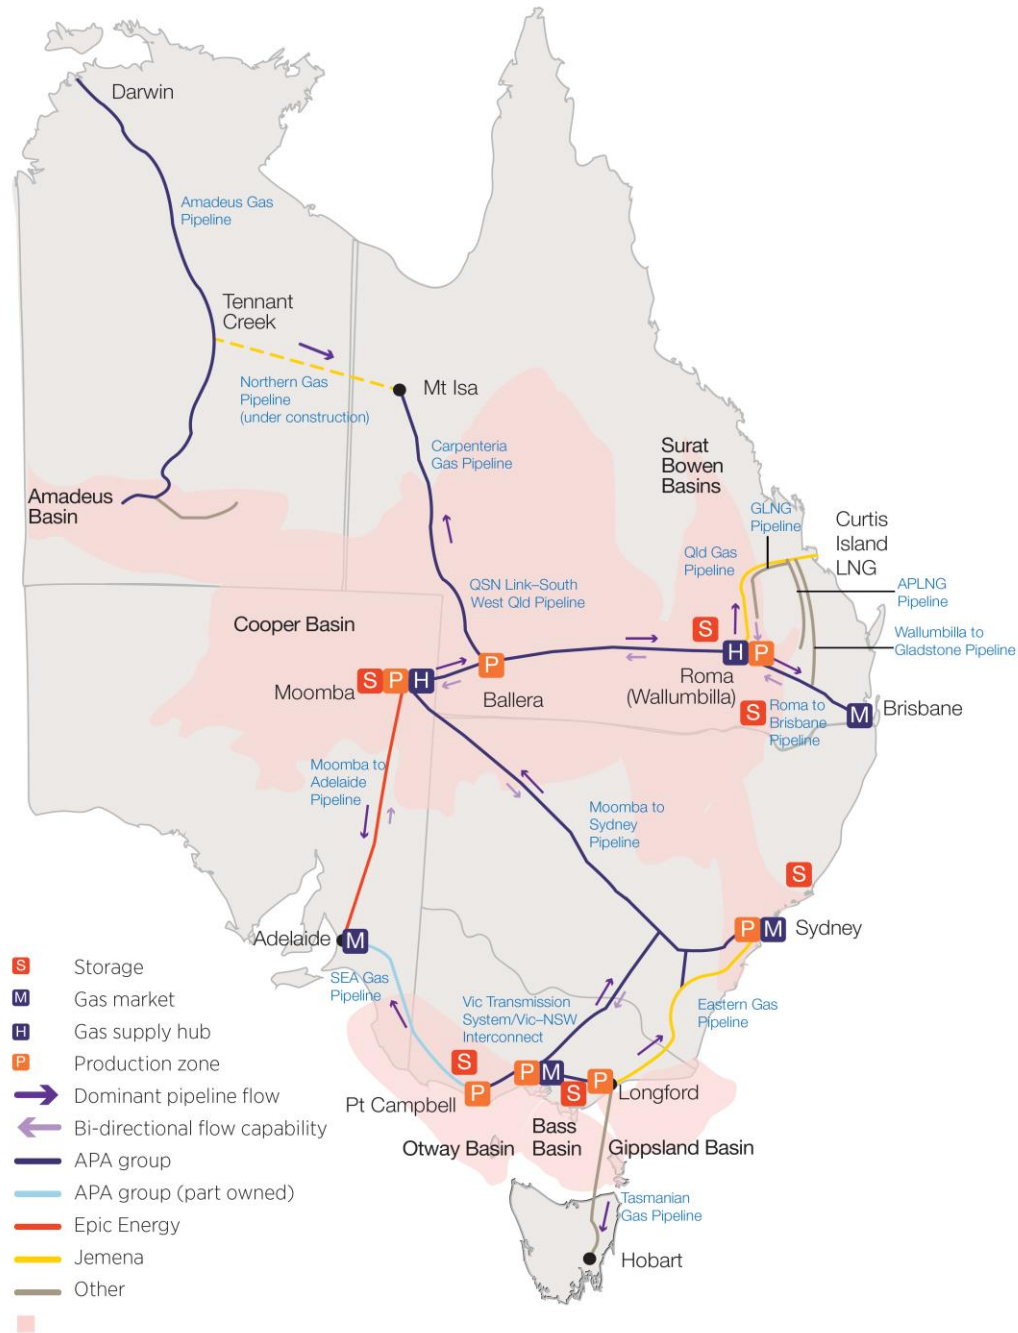 Darwin
Amadeus Gas
Pipeline
Tennant
Creek
Northern Gas
Pipeline
(under construction)
Mt Isa
Carpenteria
Gas Pipeline
Surat
Bowen
Basins
Amadeus
Basin
GLNG
Pipeline
Curtis
Island
LNG
Qld Gas
Pipeline
APLNG
Pipeline
QSN Link–South
West Qld Pipeline
Wallumbilla to
Gladstone Pipeline
Cooper Basin
S
H
P
P
Moomba
S
P
H
Ballera
Roma
(Wallumbilla)
S
Roma to
Brisbane
Pipeline
M
Brisbane
Moomba to
Adelaide
Pipeline
Moomba to
Sydney
Pipeline
S
P
M
Sydney
Adelaide
M
SEA Gas
Pipeline
Vic Transmission
System/Vic–NSW
Interconnect
Eastern Gas
Pipeline
S
P
M
P
S
P
Longford
Pt Campbell
Otway Basin
Bass
Basin
Gippsland Basin
Tasmanian
Gas Pipeline
Hobart
S
Storage
M
Gas market
H
Gas supply hub
P
Production zone
Dominant pipeline flow
Bi-directional flow capability
APA group
APA group (part owned)
Epic Energy
Jemena
Other